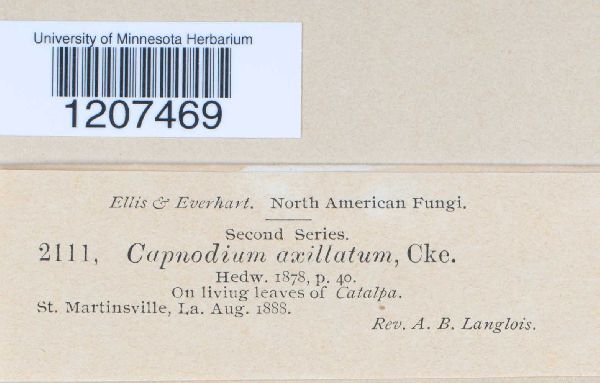 University of Minnesota Herbarium
1207469
Ellis & Everhart. North American Fungi.
Second Series.
2111, Capnodium axillatum, Cke.
Hedw. 1878, p. 40.
On living leaves of Catalpa.
St. Martinsville, La. Aug. 1888.
Rev. A. B. Langlois.